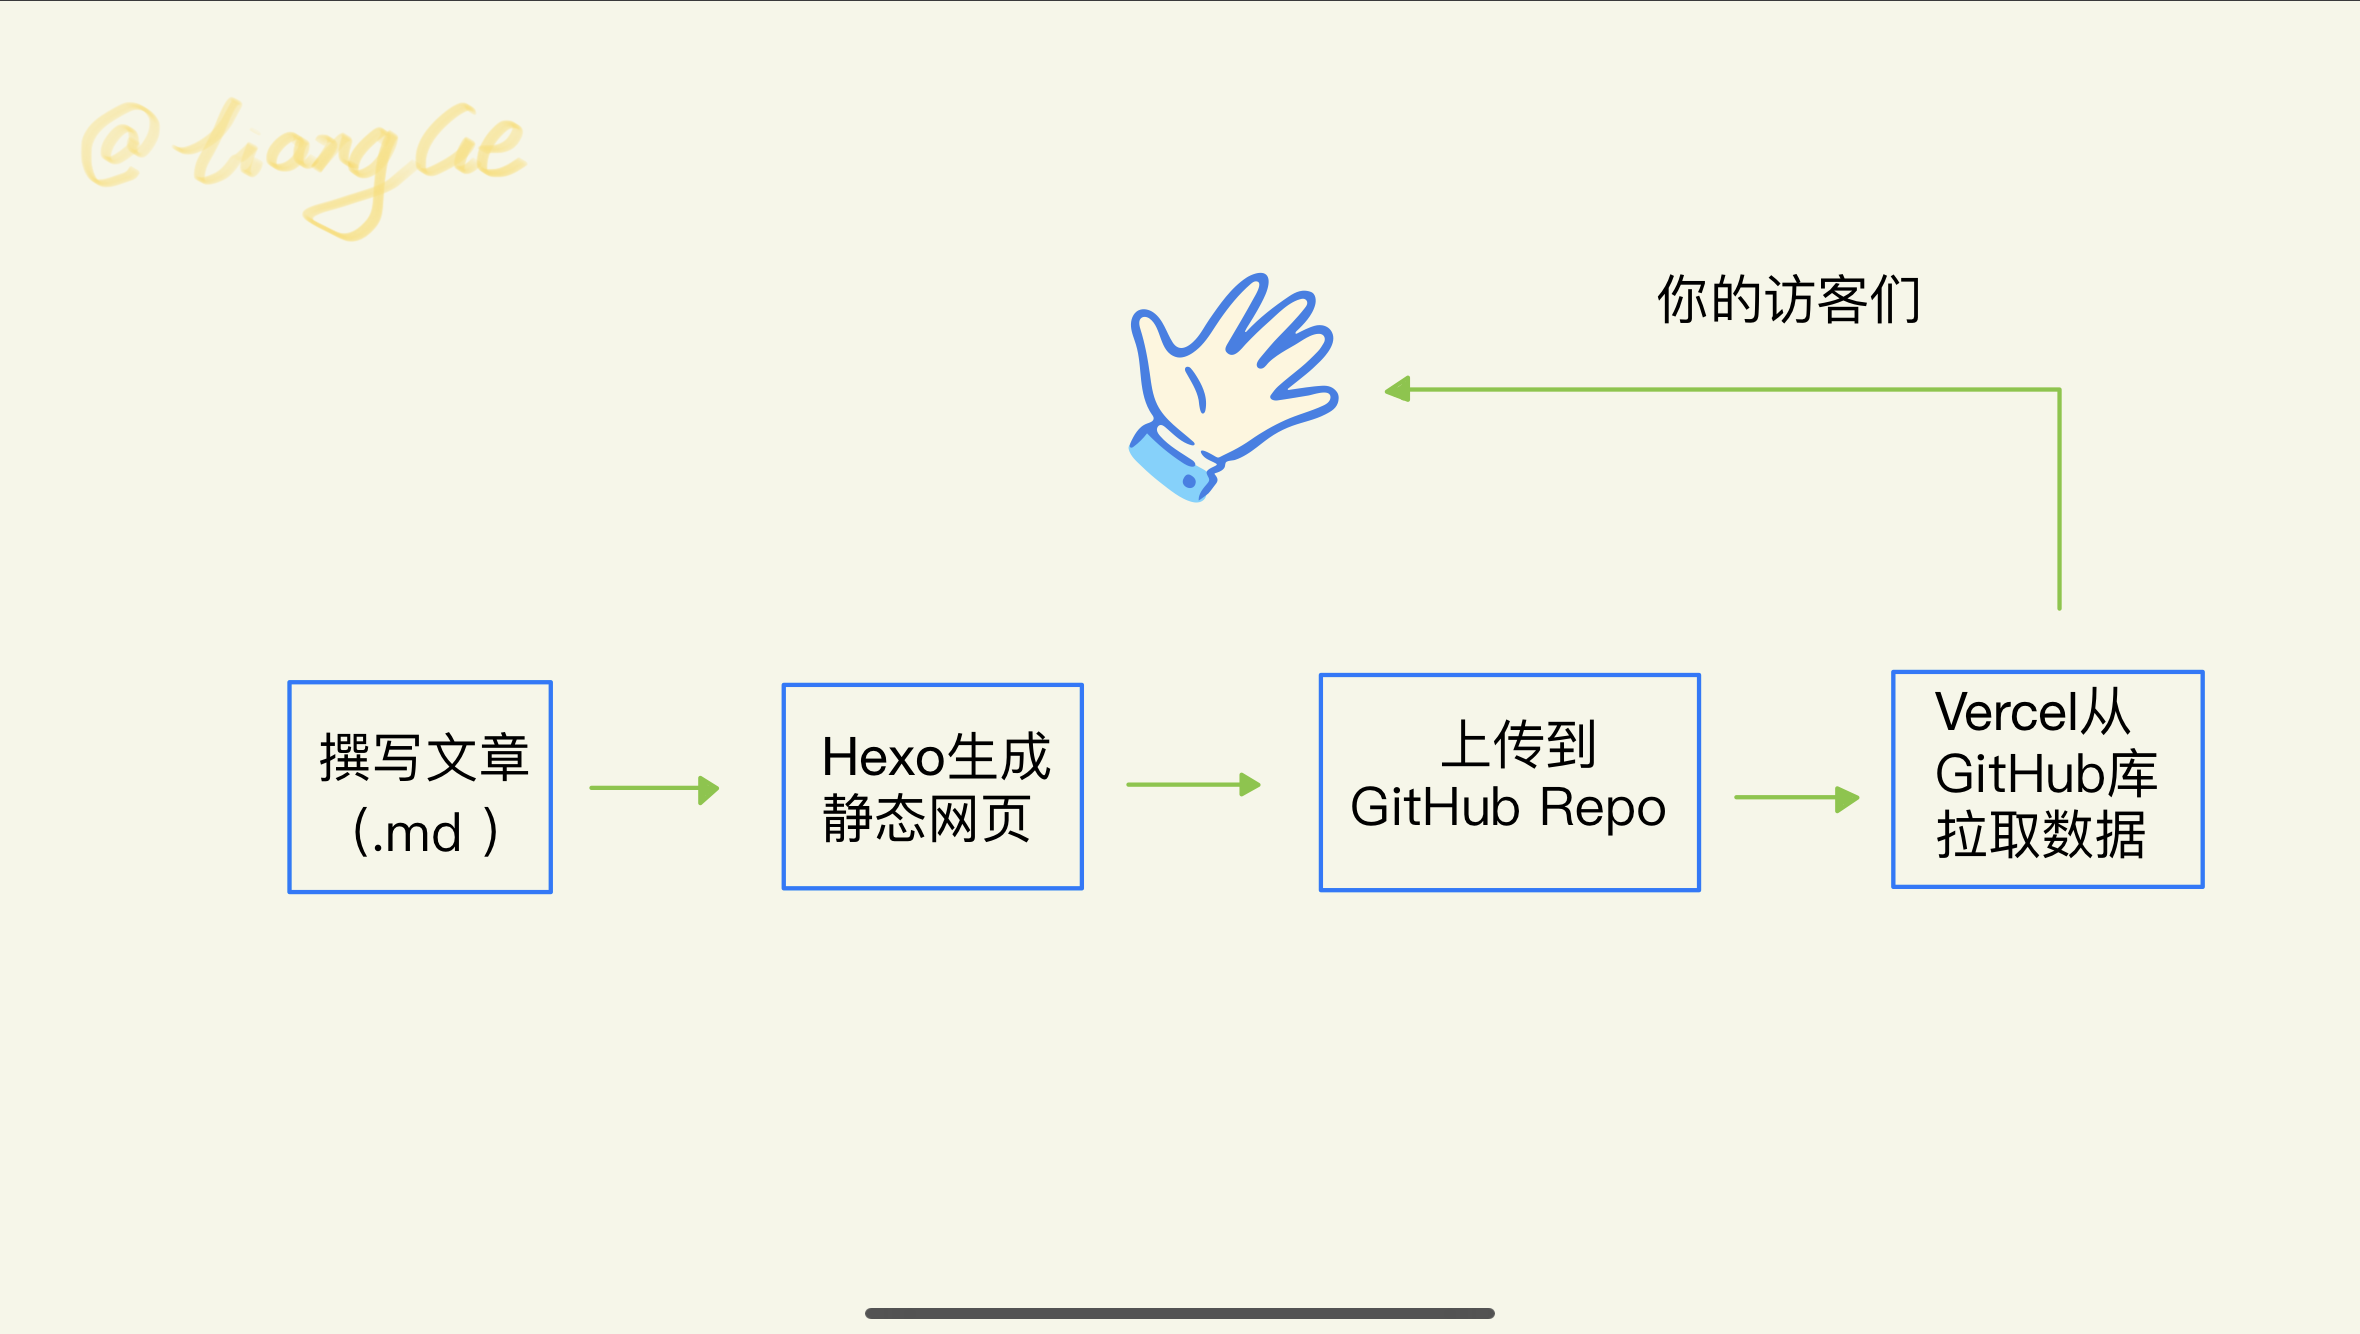 @liangCie
你的访客们
撰写文章
(.md )
Hexo生成
静态网页
上传到
GitHub Repo
Vercel从
GitHub库
拉取数据